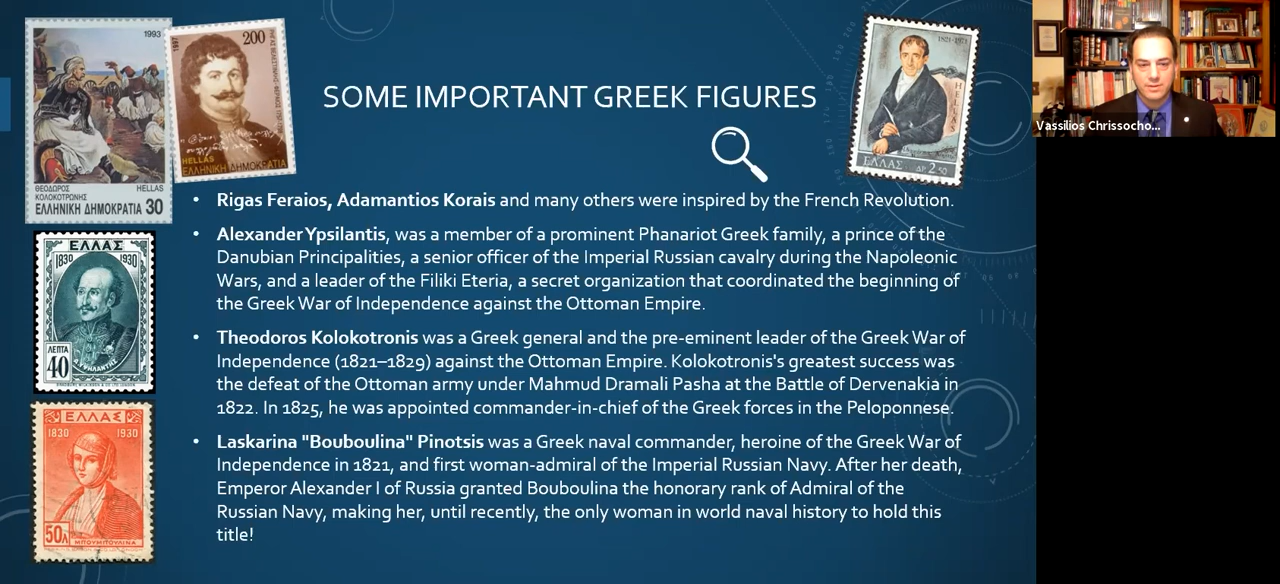 1993
ΘΕΟΔΩΡΟΣ
ΚΟΛΟΚΟΤΡΩΝΗΣ
HELLAS
ΕΛΛΗΝΙΚΗ ΔΗΜΟΚΡΑΤΙΑ 30
1997
200
HELLAS
ΕΛΛΗΝΙΚΗ ΔΗΜΟΚΡΑΤΙΑ
SOME IMPORTANT GREEK FIGURES
1821-1971
HELLAS
ΕΛΛΑΣ ΔΡ. 2.50
Vassilios Chrissocho...
• Rigas Feraios, Adamantios Korais and many others were inspired by the French Revolution.
• Alexander Ypsilantis, was a member of a prominent Phanariot Greek family, a prince of the
Danubian Principalities, a senior officer of the Imperial Russian cavalry during the Napoleonic
Wars, and a leader of the Filiki Eteria, a secret organization that coordinated the beginning of
the Greek War of Independence against the Ottoman Empire.
• Theodoros Kolokotronis was a Greek general and the pre-eminent leader of the Greek War of
Independence (1821–1829) against the Ottoman Empire. Kolokotronis's greatest success was
the defeat of the Ottoman army under Mahmud Dramali Pasha at the Battle of Dervenakia in
1822. In 1825, he was appointed commander-in-chief of the Greek forces in the Peloponnese.
• Laskarina "Bouboulina" Pinotsis was a Greek naval commander, heroine of the Greek War of
Independence in 1821, and first woman-admiral of the Imperial Russian Navy. After her death,
Emperor Alexander I of Russia granted Bouboulina the honorary rank of Admiral of the
Russian Navy, making her, until recently, the only woman in world naval history to hold this
title!
ΕΛΛΑΣ
1830 1930
ΛΕΠΤΑ
40
ΕΛΛΑΣ
1830 1930
50Λ
ΜΠΟΥΜΠΟΥΛΙΝΑ